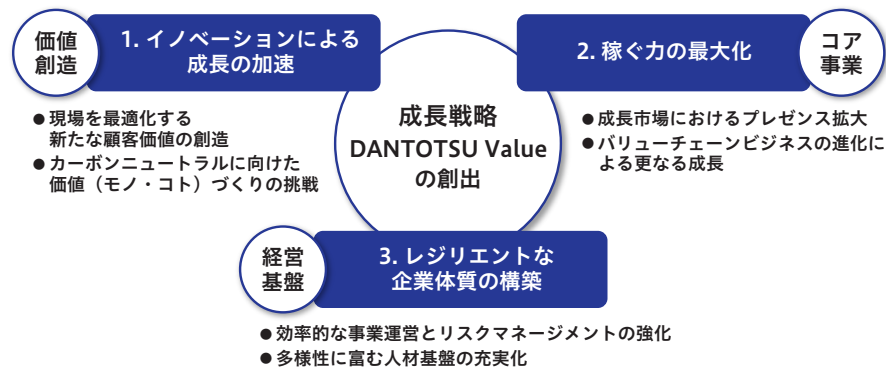 価値
創造
1. イノベーションによる
成長の加速
● 現場を最適化する
新たな顧客価値の創造
● カーボンニュートラルに向けた
価値（モノ・コト）づくりの挑戦
成長戦略
DANTOTSU Value
の創出
2. 稼ぐ力の最大化
コア
事業
● 成長市場におけるプレゼンス拡大
● バリューチェーンビジネスの進化に
よる更なる成長
経営
基盤
3. レジリエントな
企業体質の構築
● 効率的な事業運営とリスクマネージメントの強化
● 多様性に富む人材基盤の充実化